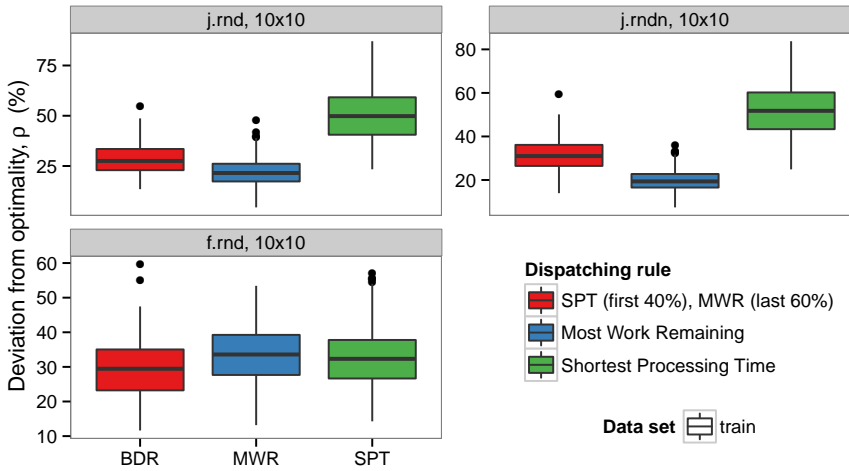 j.rnd, 10x10
75
50
25
j.rndn, 10x10
80
60
40
20
f.rnd, 10x10
60
50
40
30
20
10
BDR MWR SPT
Deviation from optimality, ρ (%)
Dispatching rule
SPT (first 40%), MWR (last 60%)
Most Work Remaining
Shortest Processing Time
Data set train